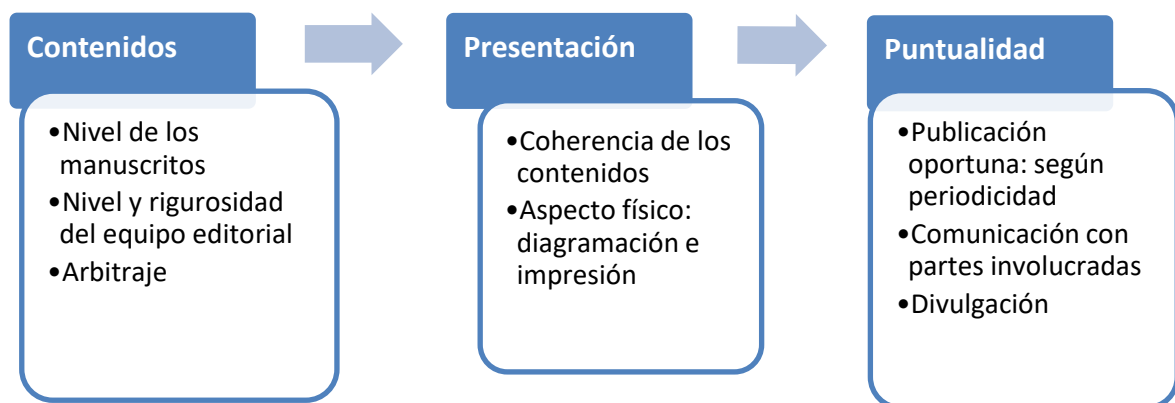 Contenidos
•Nivel de los
manuscritos
•Nivel y rigurosidad
del equipo editorial
•Arbitraje
Presentación
•Coherencia de los
contenidos
•Aspecto físico:
diagramación e
impresión
Puntualidad
•Publicación
oportuna: según
periodicidad
•Comunicación con
partes involucradas
•Divulgación